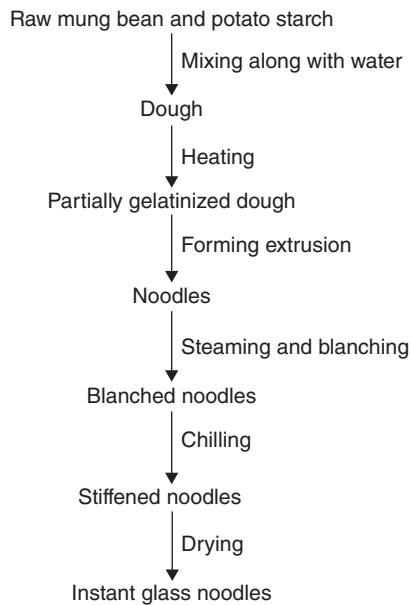 Raw mung bean and potato starch
Mixing along with water
Dough
Heating
Partially gelatinized dough
Forming extrusion
Noodles
Steaming and blanching
Blanched noodles
Chilling
Stiffened noodles
Drying
Instant glass noodles